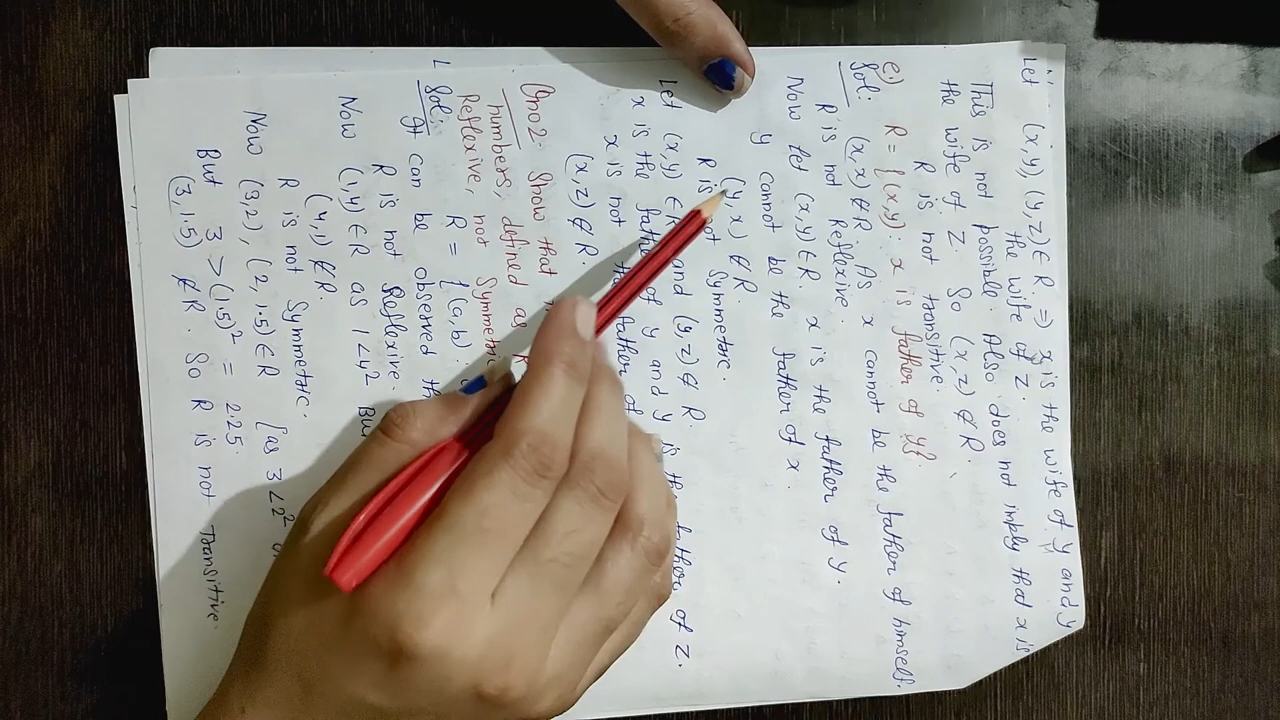 ii
Let (x,y), (y,z) ∈ R. ⇒ x is the wife of y and y
the wife of z.
This is not possible. Also does not imply that x is
the wife of z. So (x,z) ∉ R.
R is not transitive.
e) R = {(x,y): x is father of y}.
Sol: (x,x) ∉ R As x cannot be the father of himself.
R is not Reflexive.
Now let (x,y) ∈ R. x is the father of y.
y cannot be the father of x.
(y,x) ∉ R.
R is not Symmetric.
Let (x,y) ∈ R and (y,z) ∈ R.
x is the father of y and y is the father of z.
x is not the father of
(x,z) ∉ R.
Qno2- Show that
numbers, defined as R
Reflexive, not Symmetric
R = {(a,b):
Sol: It can be observed th
R is not Reflexive.
Now (1,4) ∈ R as 1<4² Bu
(4,1) ∉ R.
R is not Symmetric.
Now (3,2), (2,1.5) ∈ R [as 3<2²
But 3 > (1.5)² = 2.25.
(3,1.5) ∉ R. So R is not Transitive.